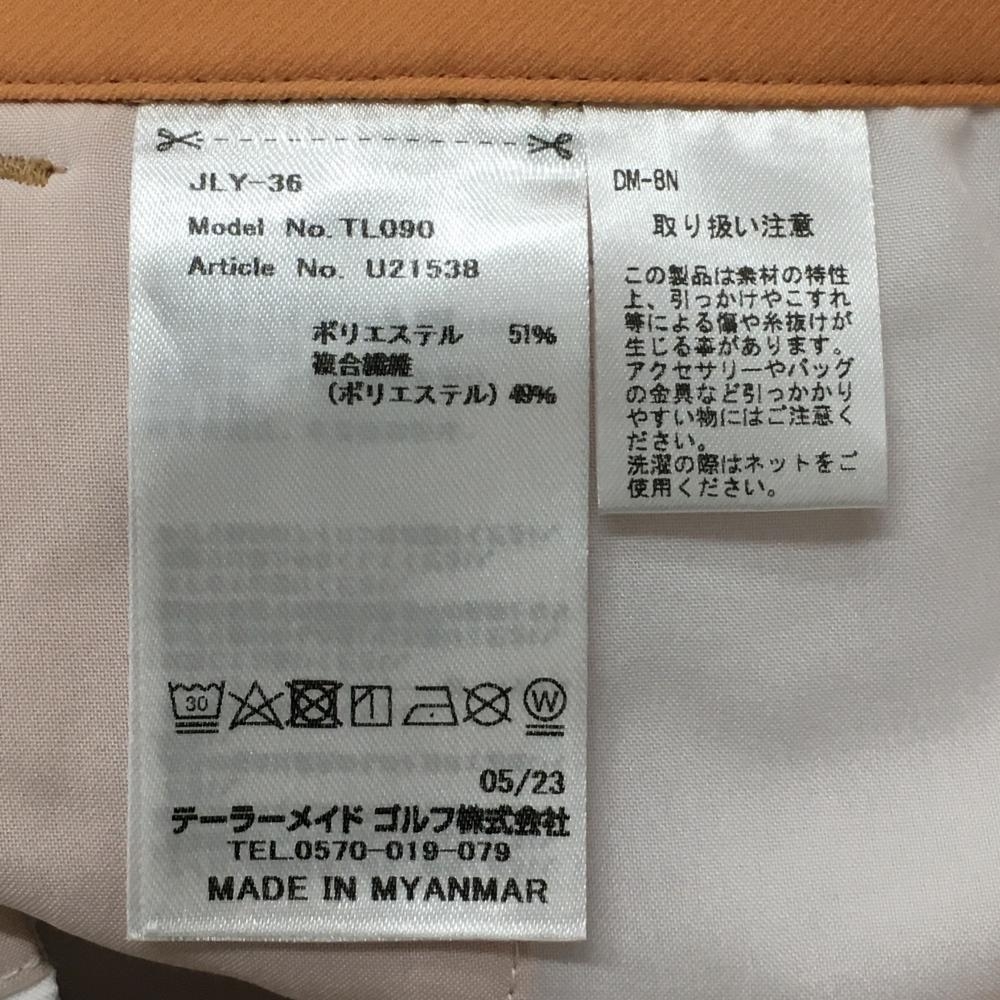 JLY-36
Model No. TL090
Article No. U21538
ポリエステル 51%
複合繊維
(ポリエステル) 49%
30
W
05/23
テーラーメイド ゴルフ株式会社
TEL.0570-019-079
MADE IN MYANMAR
DM-8N
取り扱い注意
この製品は素材の特性
上、引っかけやこすれ
等による傷や糸抜けが
生じる事があります。
アクセサリーやバッグ
の金具など引っかかり
やすい物にはご注意く
ださい。
洗濯の際はネットをご
使用ください。